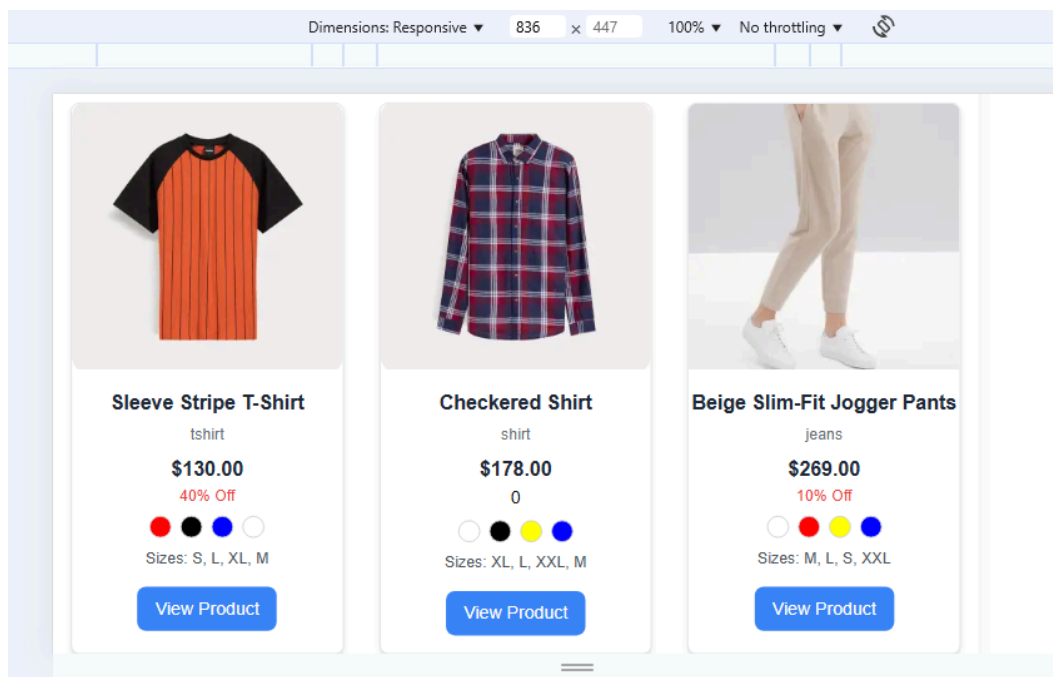 Dimensions: Responsive ▼ 836 × 447 100% ▼ No throttling ▼
Sleeve Stripe T-Shirt
tshirt
$130.00
40% Off
Sizes: S, L, XL, M
View Product
Checkered Shirt
shirt
$178.00
0
Sizes: XL, L, XXL, M
View Product
Beige Slim-Fit Jogger Pants
jeans
$269.00
10% Off
Sizes: M, L, S, XXL
View Product